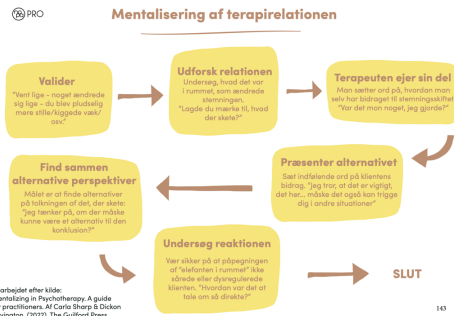 PRO
Mentalisering af terapirelationen
Valider
"Vent lige - noget ændrede
sig lige - du blev pludselig
mere stille/kiggede væk/
osv."
Udforsk relationen
Undersøg, hvad det var
i rummet, som ændrede
stemningen.
"Lagde du mærke til, hvad
der skete?"
Terapeuten ejer sin del
Man sætter ord på, hvordan man
selv har bidraget til stemningsskiftet
"Var det mon noget, jeg gjorde?"
Præsenter alternativet
Sæt indfølende ord på klientens
bidrag. "jeg tror, at det er vigtigt,
det her... måske det også kan trigge
dig i andre situationer"
Find sammen
alternative perspektiver
Målet er at finde alternativer
på tolkningen af det, der skete:
"jeg tænker på, om der måske
kunne være et alternativ til den
konklusion?"
Undersøg reaktionen
Vær sikker på at påpegningen
af "elefanten i rummet" ikke
sårede eller dysregulerede
klienten. "Hvordan var det at
tale om så direkte?"
SLUT
arbejdet efter kilde:
entalizing in Psychotherapy. A guide
r practitioners. Af Carla Sharp & Dickon
vington. (2022). The Guilford Press
143